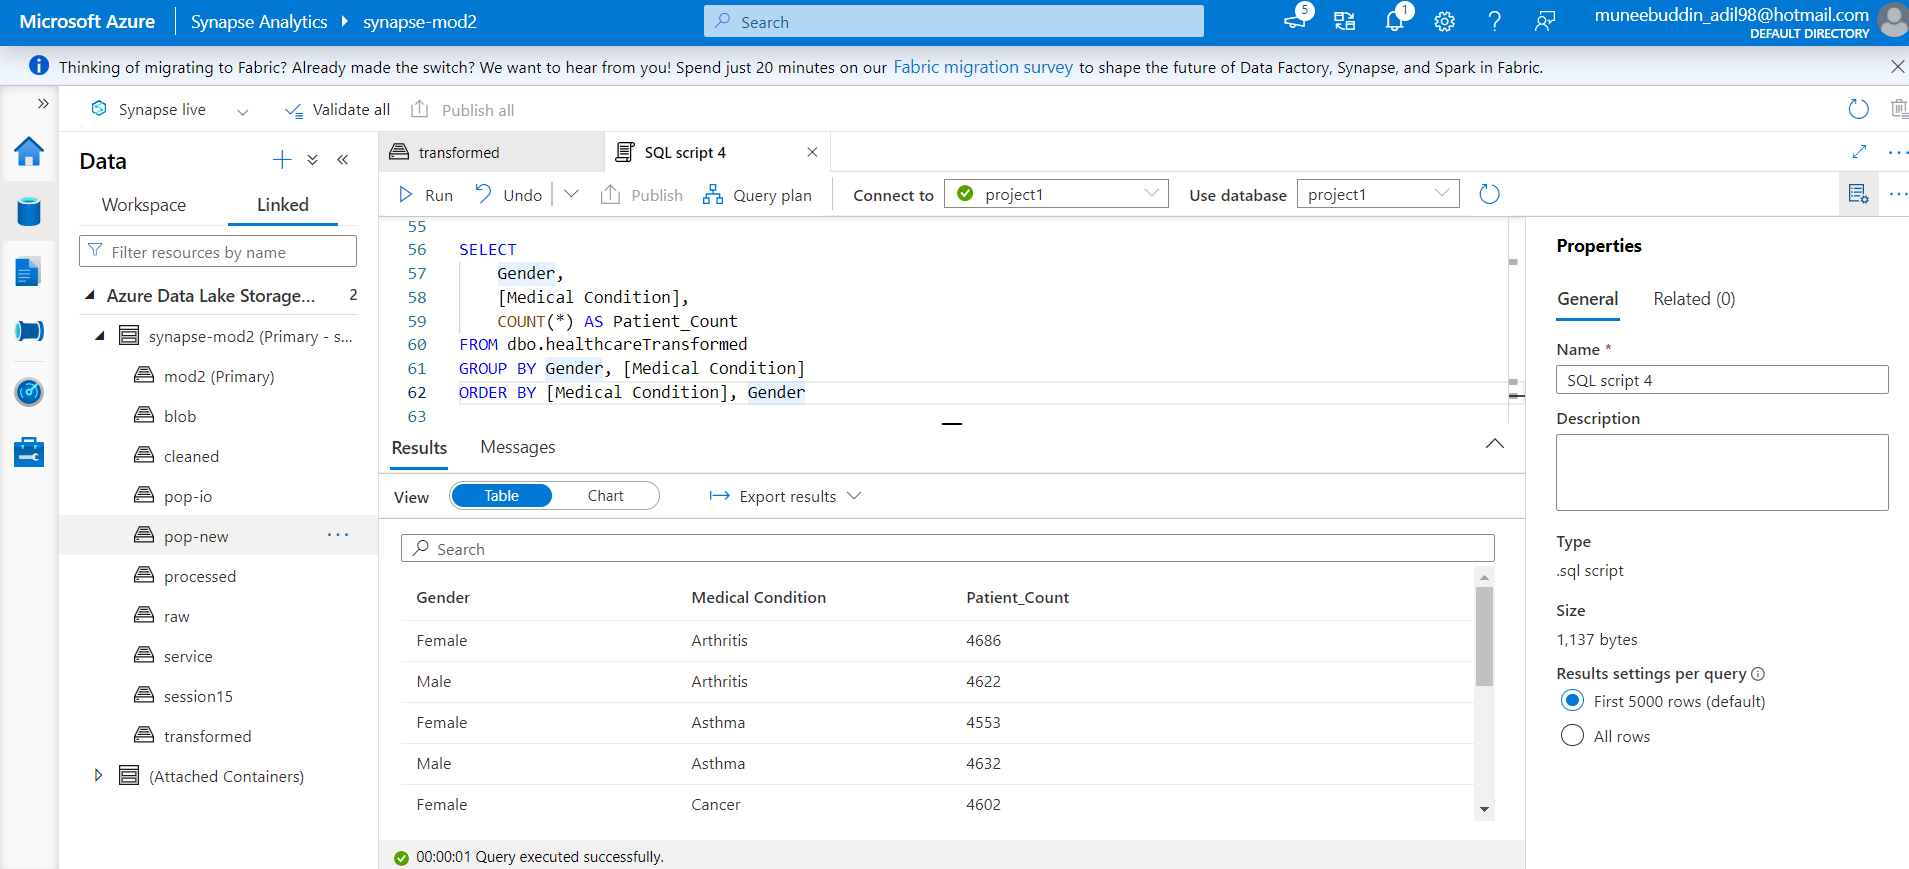 Microsoft Azure
Synapse Analytics
synapse-mod2
Search
5
1
muneebuddin_adil98@hotmail.com
DEFAULT DIRECTORY
Thinking of migrating to Fabric? Already made the switch? We want to hear from you! Spend just 20 minutes on our Fabric migration survey to shape the future of Data Factory, Synapse, and Spark in Fabric.
Synapse live
Validate all
Publish all
Data
Workspace
Linked
Filter resources by name
Azure Data Lake Storage... 2
synapse-mod2 (Primary - s...
mod2 (Primary)
blob
cleaned
pop-io
pop-new
processed
raw
service
session15
transformed
(Attached Containers)
transformed
SQL script 4
Run
Undo
Publish
Query plan
Connect to
project1
Use database
project1
55
56 SELECT
57 Gender,
58 [Medical Condition],
59 COUNT(*) AS Patient_Count
60 FROM dbo.healthcareTransformed
61 GROUP BY Gender, [Medical Condition]
62 ORDER BY [Medical Condition], Gender
63
Results
Messages
View
Table
Chart
Export results
Search
Gender Medical Condition Patient_Count
Female Arthritis 4686
Male Arthritis 4622
Female Asthma 4553
Male Asthma 4632
Female Cancer 4602
00:00:01 Query executed successfully.
Properties
General
Related (0)
Name *
SQL script 4
Description
Type
.sql script
Size
1,137 bytes
Results settings per query
First 5000 rows (default)
All rows